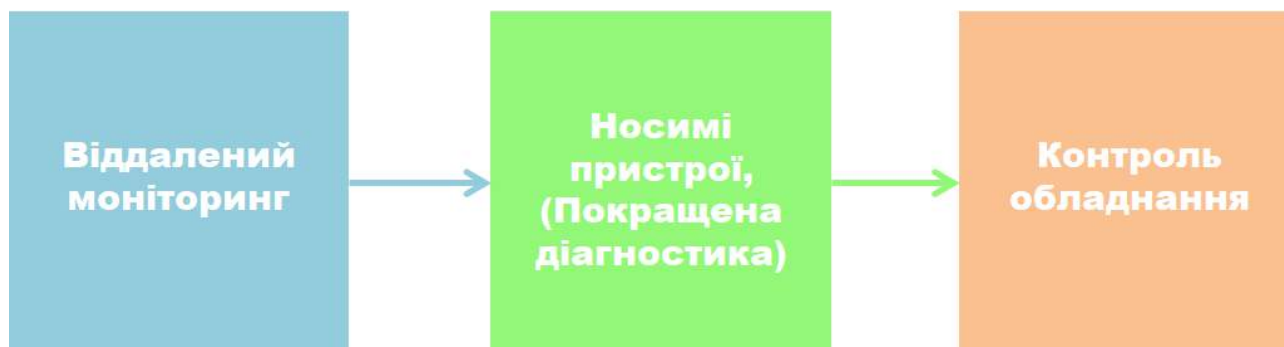 Віддалений
моніторинг
Носимі
пристрої,
(Покращена
діагностика)
Контроль
обладнання